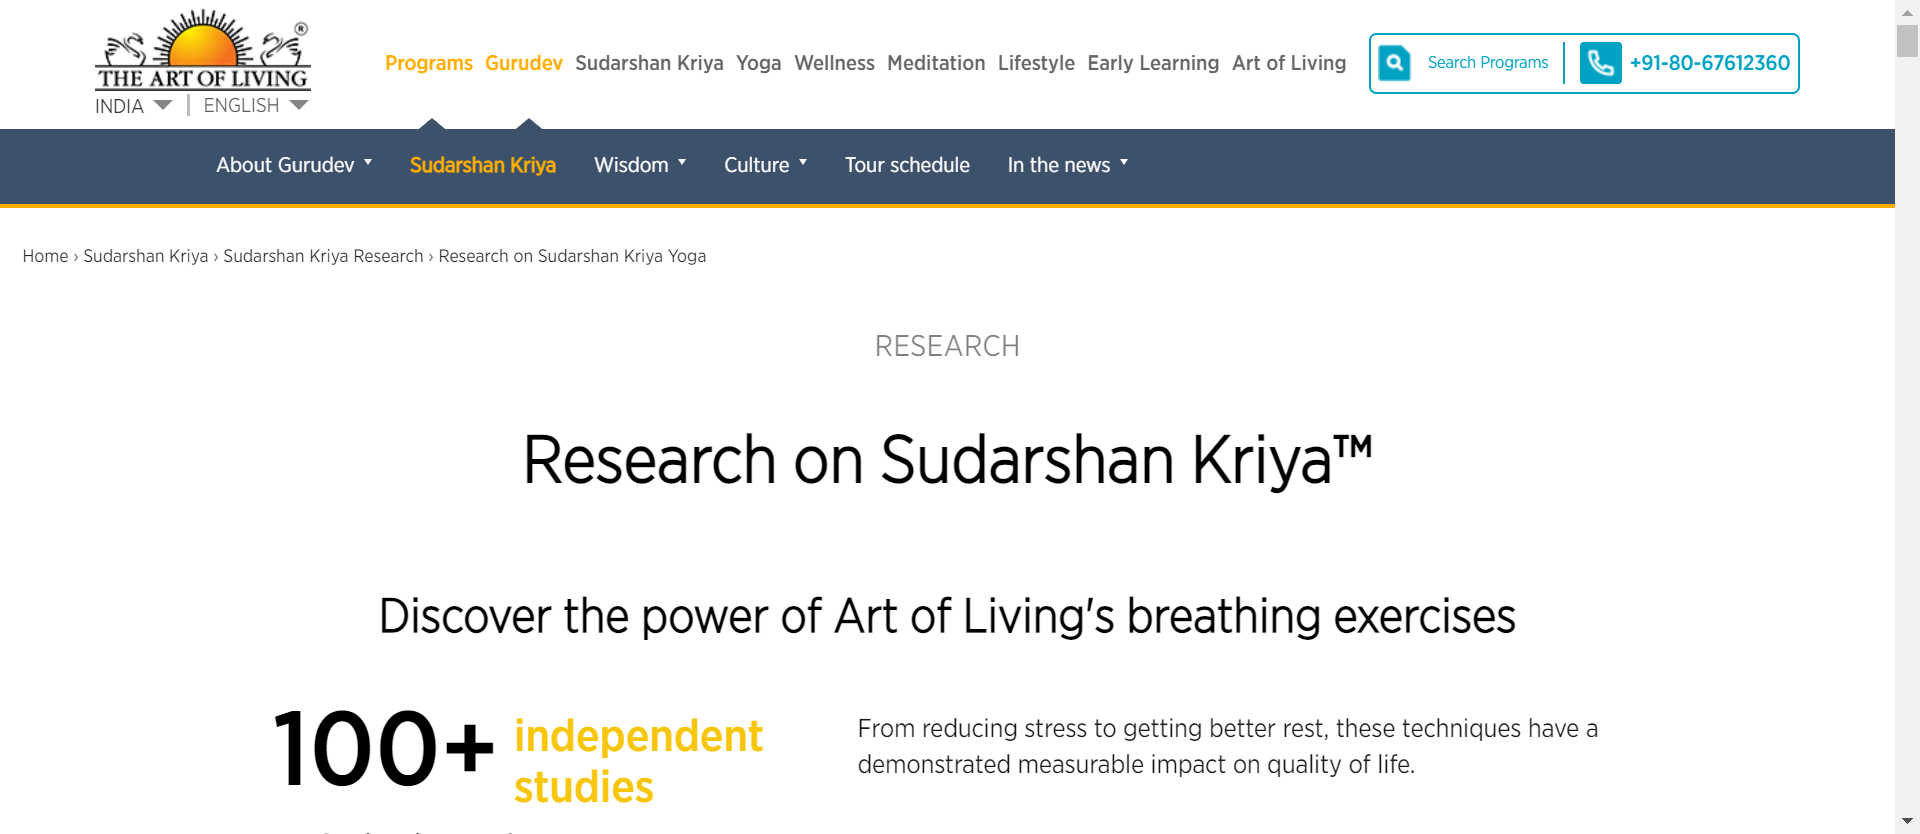 THE ART OF LIVING ®
INDIA | ENGLISH
Programs Gurudev Sudarshan Kriya Yoga Wellness Meditation Lifestyle Early Learning Art of Living
Search Programs
+91-80-67612360
About Gurudev Sudarshan Kriya Wisdom Culture Tour schedule In the news
Home › Sudarshan Kriya › Sudarshan Kriya Research › Research on Sudarshan Kriya Yoga
RESEARCH
Research on Sudarshan Kriya™
Discover the power of Art of Living's breathing exercises
100+ independent
studies
From reducing stress to getting better rest, these techniques have a
demonstrated measurable impact on quality of life.